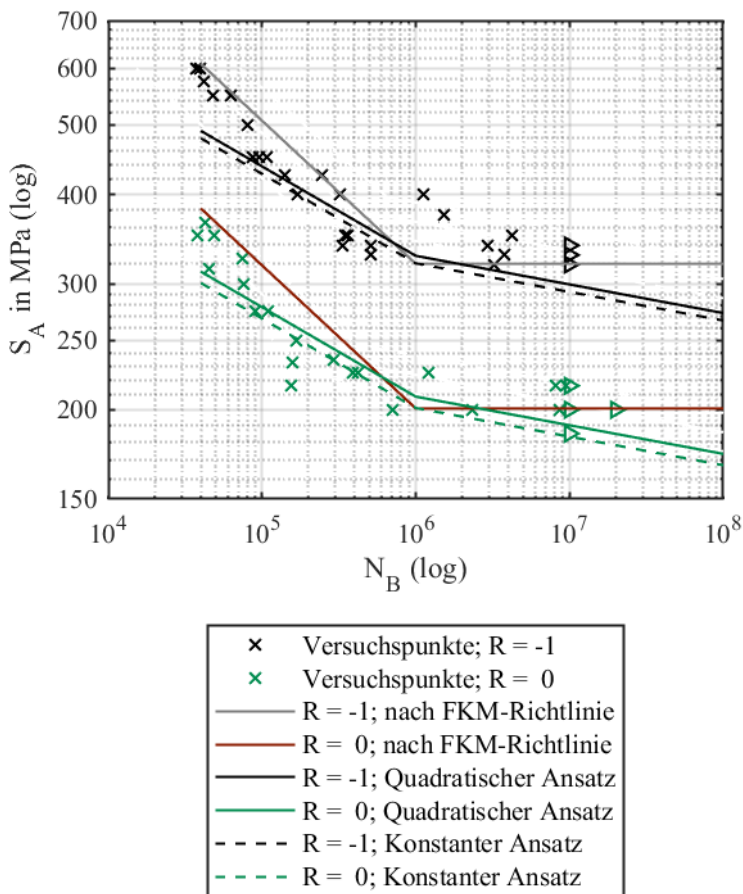 700
600
500
400
300
250
200
150
S_A in MPa (log)
10^4 10^5 10^6 10^7 10^8
N_B (log)
Versuchspunkte; R = -1
Versuchspunkte; R = 0
R = -1; nach FKM-Richtlinie
R = 0; nach FKM-Richtlinie
R = -1; Quadratischer Ansatz
R = 0; Quadratischer Ansatz
R = -1; Konstanter Ansatz
R = 0; Konstanter Ansatz